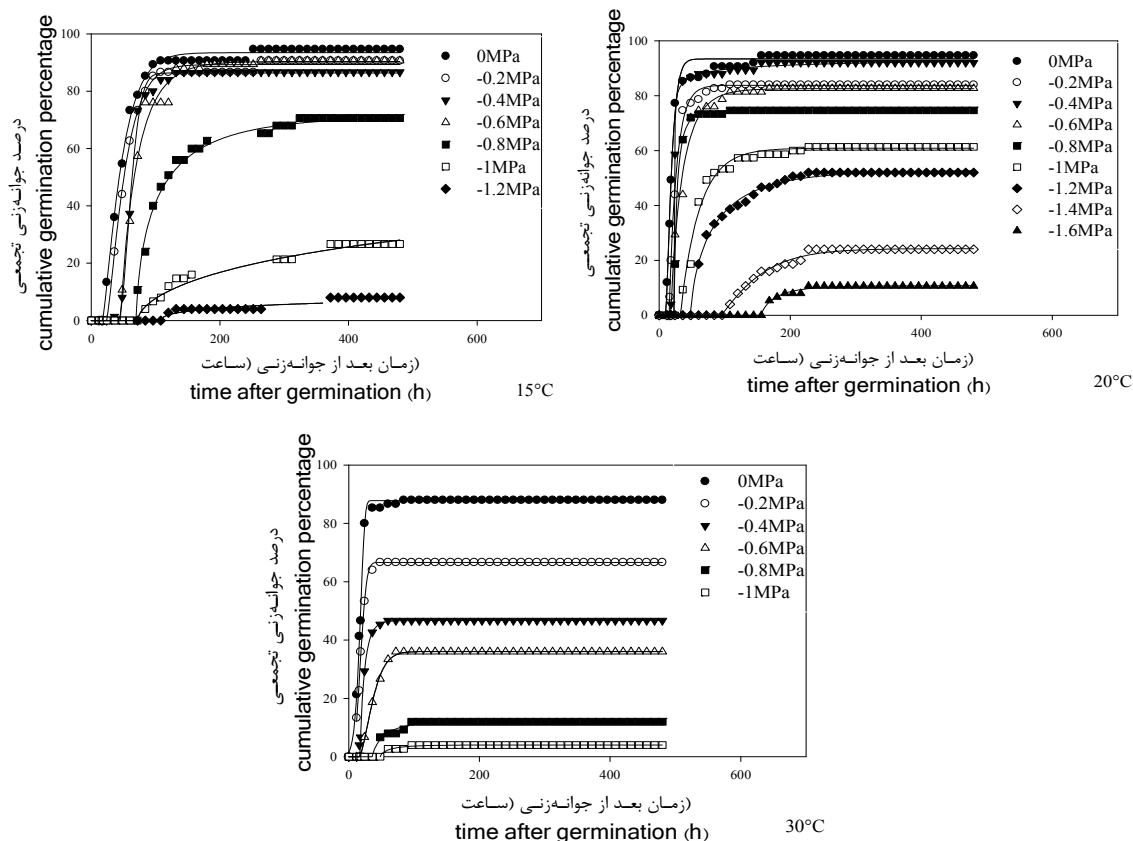 100
80
60
40
20
0
درصد جوانه‌زنی تجمعی
cumulative germination percentage
0MPa
-0.2MPa
-0.4MPa
-0.6MPa
-0.8MPa
-1MPa
-1.2MPa
0 200 400 600
(زمان بعد از جوانه‌زنی (ساعت
time after germination (h)
15°C
100
80
60
40
20
0
درصد جوانه‌زنی تجمعی
cumulative germination percentage
0MPa
-0.2MPa
-0.4MPa
-0.6MPa
-0.8MPa
-1MPa
-1.2MPa
-1.4MPa
-1.6MPa
0 200 400 600
(زمان بعد از جوانه‌زنی (ساعت
time after germination (h)
20°C
100
80
60
40
20
0
درصد جوانه‌زنی تجمعی
cumulative germination percentage
0MPa
-0.2MPa
-0.4MPa
-0.6MPa
-0.8MPa
-1MPa
0 200 400 600
(زمان بعد از جوانه‌زنی (ساعت
time after germination (h)
30°C